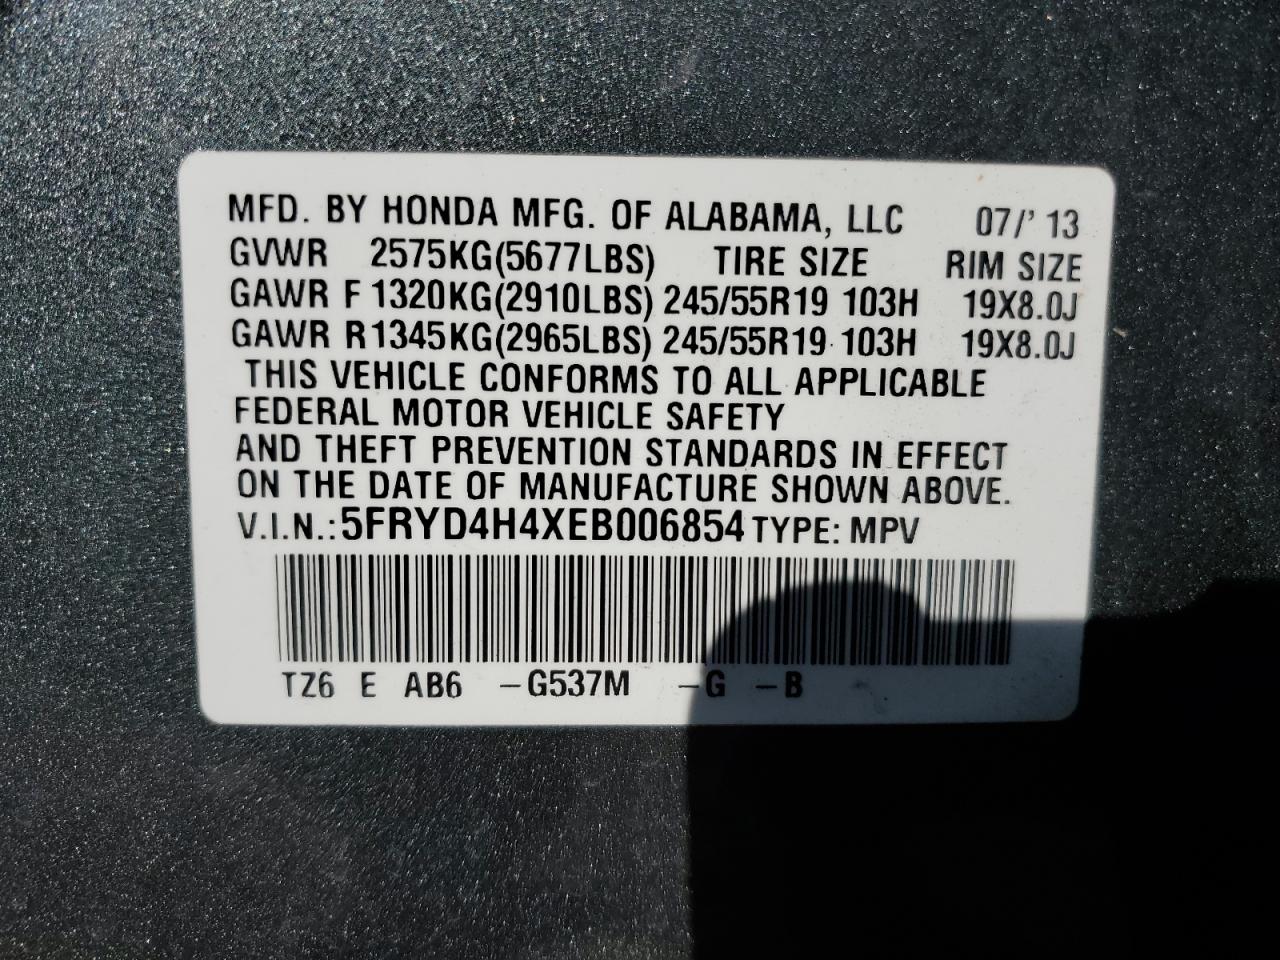 MFD. BY HONDA MFG. OF ALABAMA, LLC 07/'13
GVWR 2575KG(5677LBS) TIRE SIZE RIM SIZE
GAWR F 1320KG(2910LBS) 245/55R19 103H 19X8.0J
GAWR R 1345KG(2965LBS) 245/55R19 103H 19X8.0J
THIS VEHICLE CONFORMS TO ALL APPLICABLE
FEDERAL MOTOR VEHICLE SAFETY
AND THEFT PREVENTION STANDARDS IN EFFECT
ON THE DATE OF MANUFACTURE SHOWN ABOVE.
V.I.N.: 5FRYD4H4XEB006854 TYPE: MPV
TZ6 E AB6 -G537M -G -B